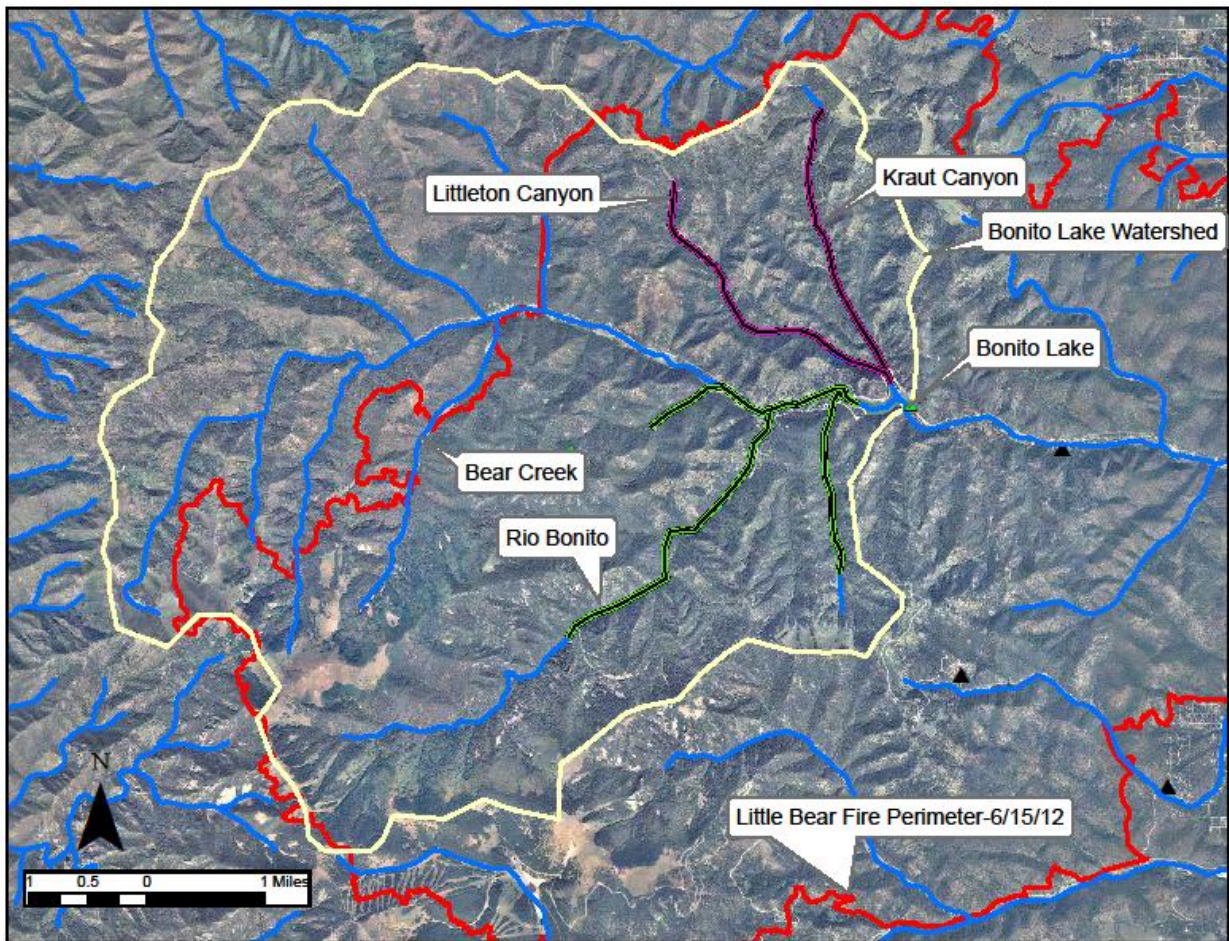 Littleton Canyon
Kraut Canyon
Bonito Lake Watershed
Bonito Lake
Bear Creek
Rio Bonito
N
Little Bear Fire Perimeter-6/15/12
1 0.5 0 1 Miles